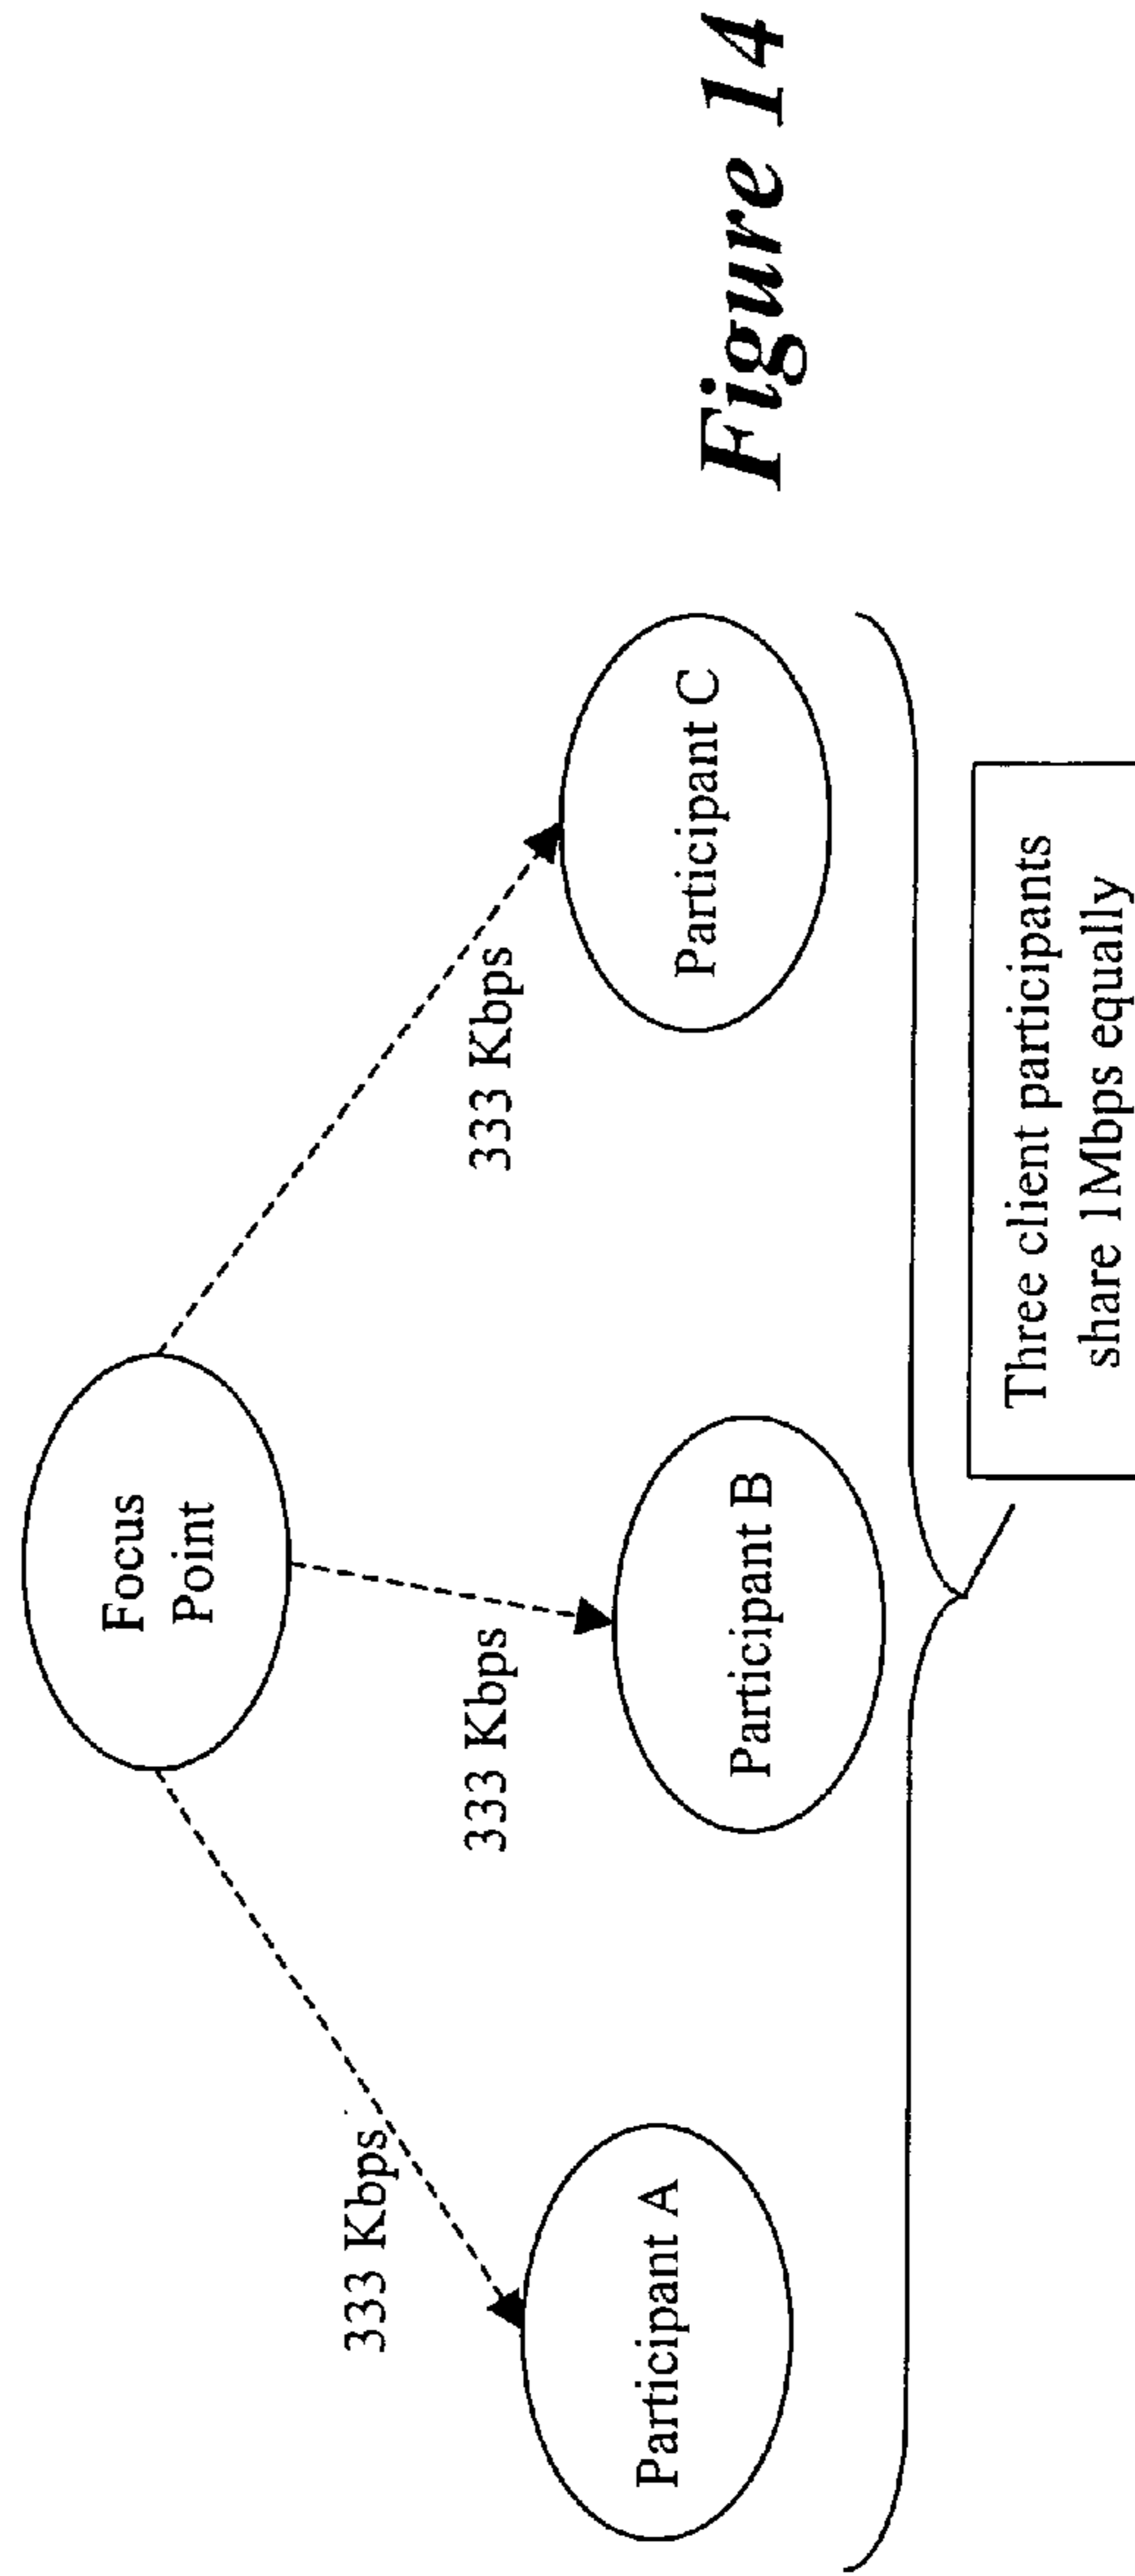 Focus
Point
333 Kbps
333 Kbps
333 Kbps
Participant A
Participant B
Participant C
Three client participants
share 1Mbps equally
Figure 14